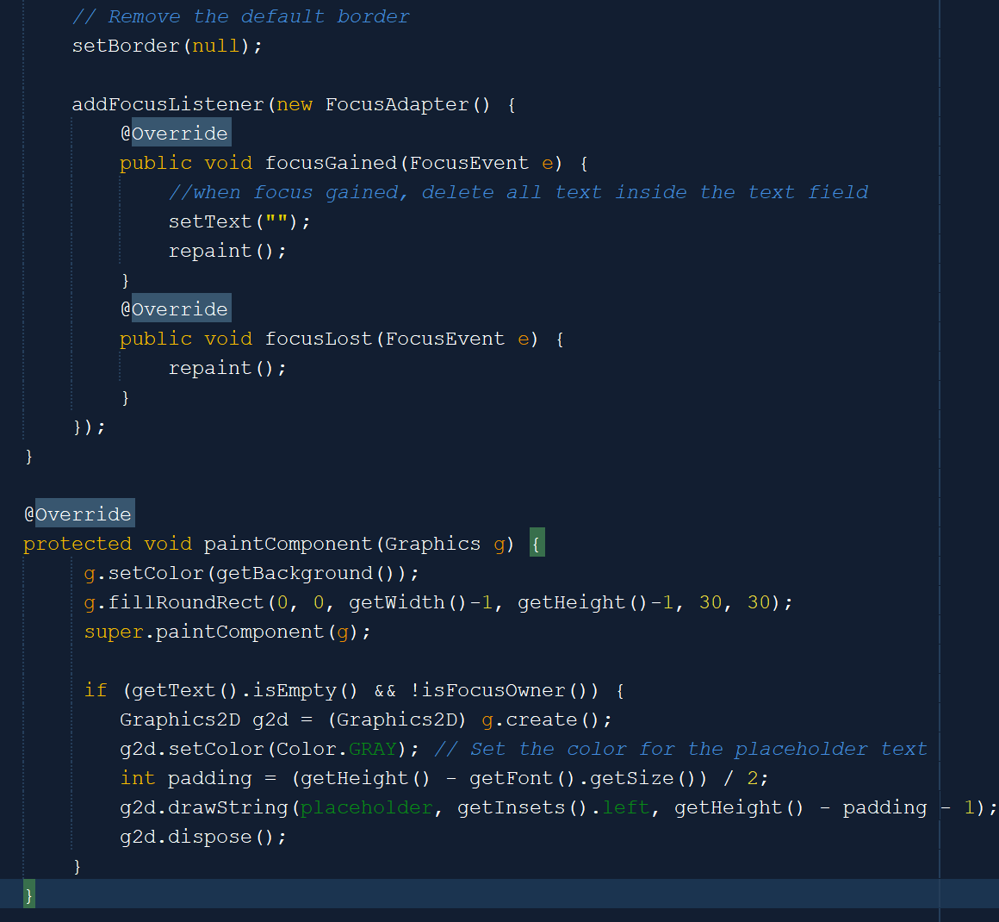 // Remove the default border
setBorder(null);
addFocusListener(new FocusAdapter() {
@Override
public void focusGained(FocusEvent e) {
//when focus gained, delete all text inside the text field
setText("");
repaint();
}
@Override
public void focusLost(FocusEvent e) {
repaint();
}
});
}
@Override
protected void paintComponent(Graphics g) {
g.setColor(getBackground());
g.fillRoundRect(0, 0, getWidth()-1, getHeight()-1, 30, 30);
super.paintComponent(g);
if (getText().isEmpty() && !isFocusOwner()) {
Graphics2D g2d = (Graphics2D) g.create();
g2d.setColor(Color.GRAY); // Set the color for the placeholder text
int padding = (getHeight() - getFont().getSize()) / 2;
g2d.drawString(placeholder, getInsets().left, getHeight() - padding - 1);
g2d.dispose();
}
}